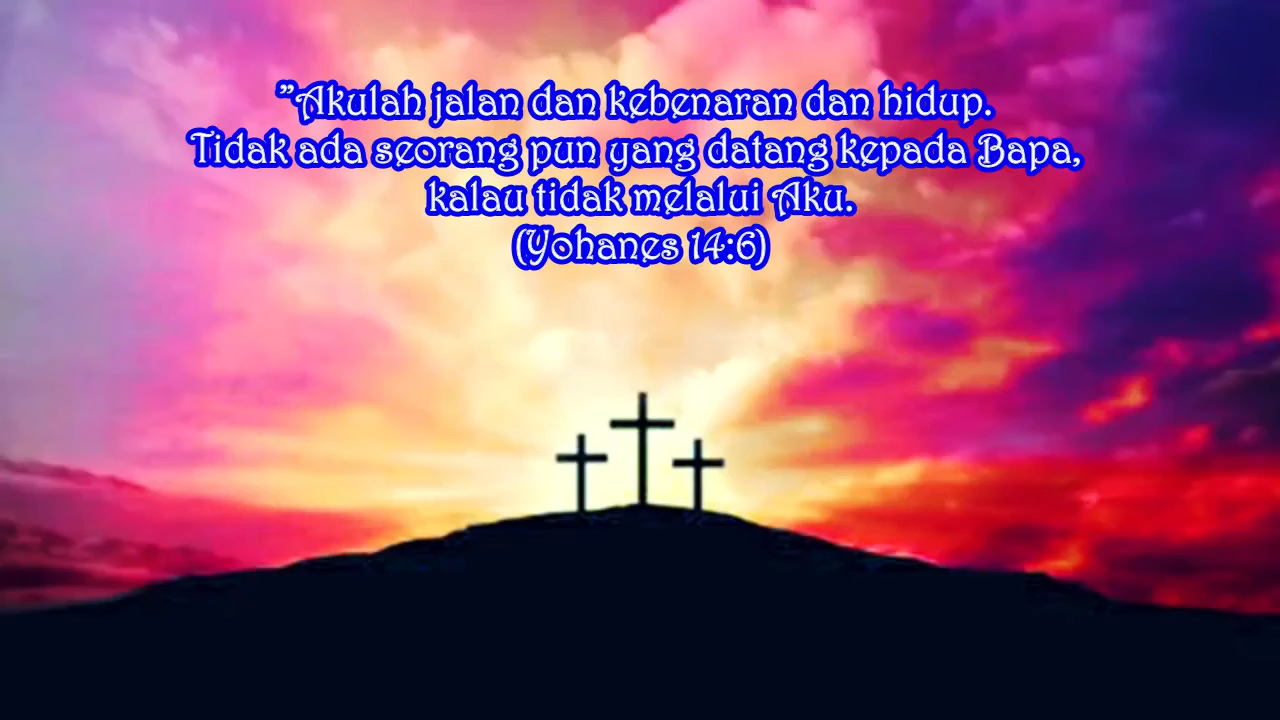 "Akulah jalan dan kebenaran dan hidup.
Tidak ada seorang pun yang datang kepada Bapa,
kalau tidak melalui Aku.
(Yohanes 14:6)